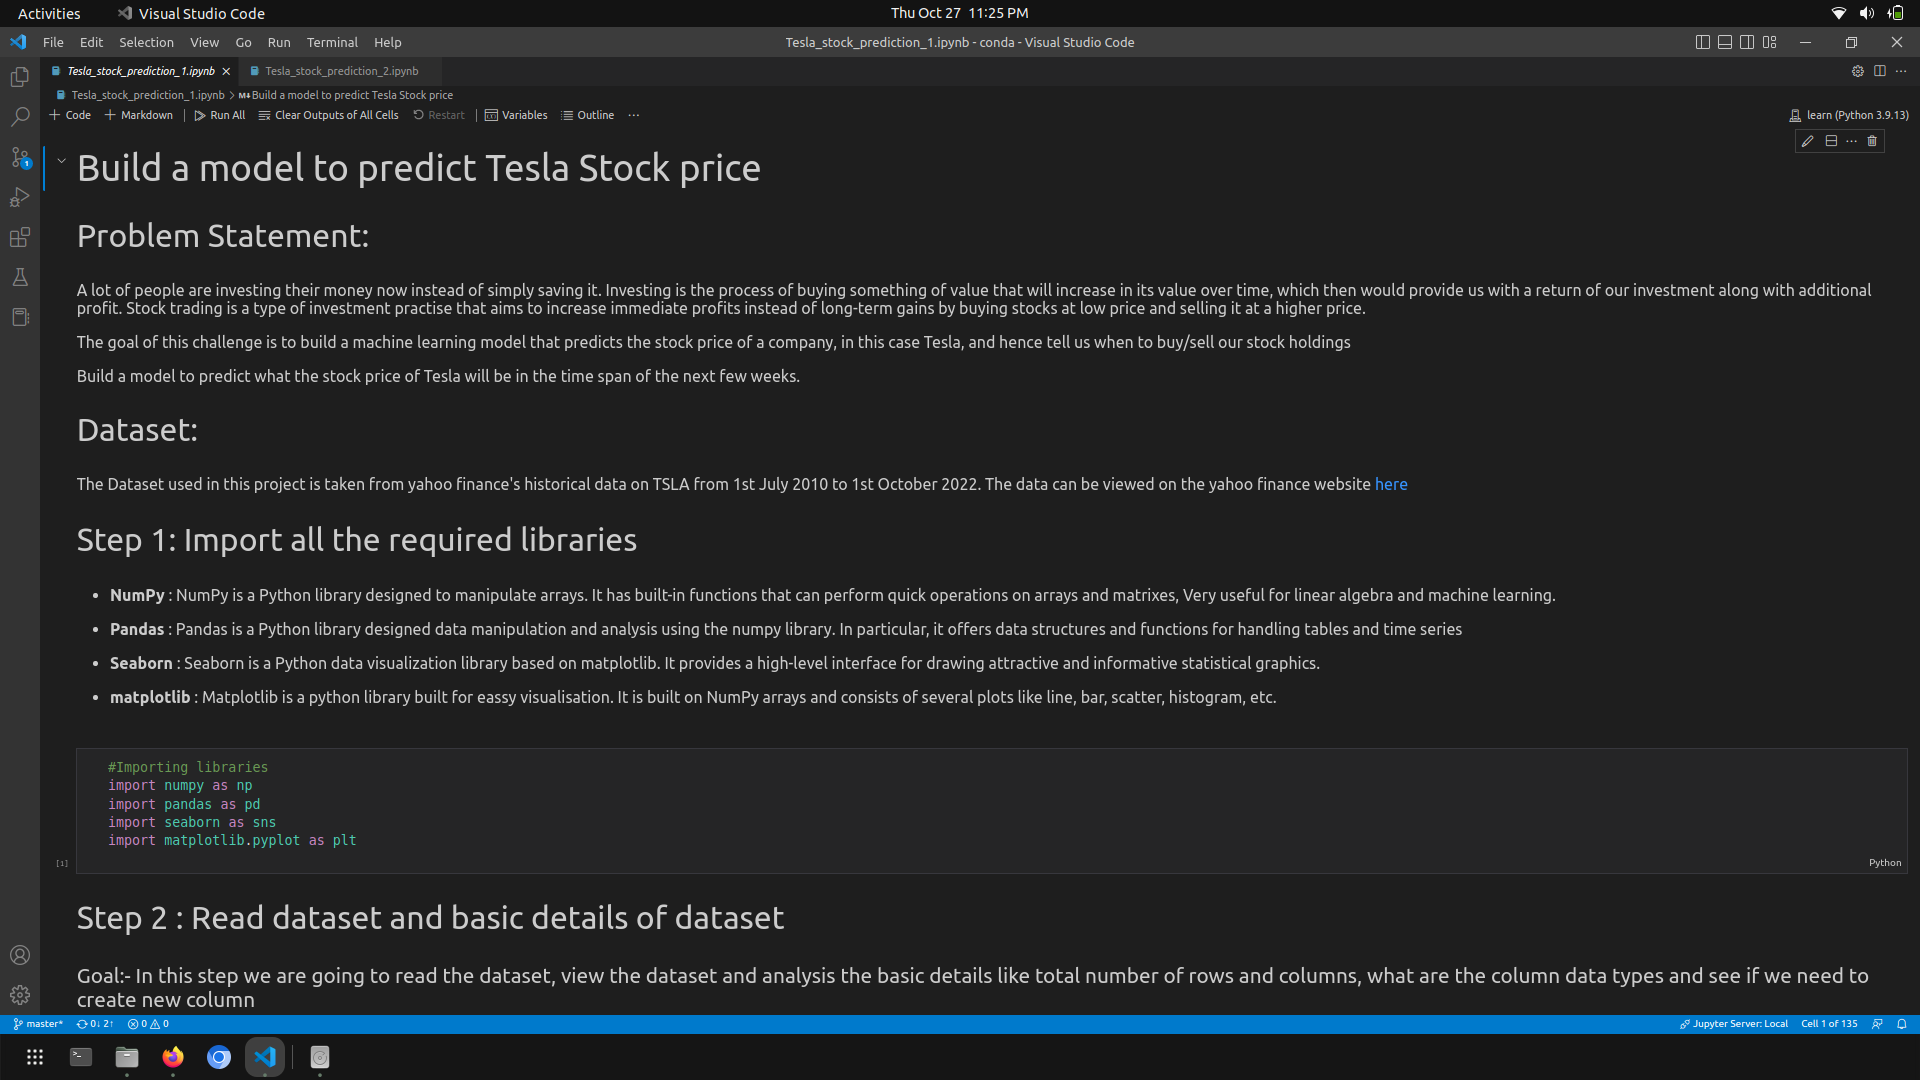 Activities
Visual Studio Code
Thu Oct 27 11:25 PM
File Edit Selection View Go Run Terminal Help
Tesla_stock_prediction_1.ipynb - conda - Visual Studio Code
Tesla_stock_prediction_1.ipynb
Tesla_stock_prediction_2.ipynb
Tesla_stock_prediction_1.ipynb > M↓Build a model to predict Tesla Stock price
+ Code + Markdown | Run All Clear Outputs of All Cells Restart | Variables Outline ...
learn (Python 3.9.13)
1
Build a model to predict Tesla Stock price
Problem Statement:
A lot of people are investing their money now instead of simply saving it. Investing is the process of buying something of value that will increase in its value over time, which then would provide us with a return of our investment along with additional
profit. Stock trading is a type of investment practise that aims to increase immediate profits instead of long-term gains by buying stocks at low price and selling it at a higher price.
The goal of this challenge is to build a machine learning model that predicts the stock price of a company, in this case Tesla, and hence tell us when to buy/sell our stock holdings
Build a model to predict what the stock price of Tesla will be in the time span of the next few weeks.
Dataset:
The Dataset used in this project is taken from yahoo finance's historical data on TSLA from 1st July 2010 to 1st October 2022. The data can be viewed on the yahoo finance website here
Step 1: Import all the required libraries
• NumPy : NumPy is a Python library designed to manipulate arrays. It has built-in functions that can perform quick operations on arrays and matrixes, Very useful for linear algebra and machine learning.
• Pandas : Pandas is a Python library designed data manipulation and analysis using the numpy library. In particular, it offers data structures and functions for handling tables and time series
• Seaborn : Seaborn is a Python data visualization library based on matplotlib. It provides a high-level interface for drawing attractive and informative statistical graphics.
• matplotlib : Matplotlib is a python library built for eassy visualisation. It is built on NumPy arrays and consists of several plots like line, bar, scatter, histogram, etc.
#Importing libraries
import numpy as np
import pandas as pd
import seaborn as sns
import matplotlib.pyplot as plt
[1]
Python
Step 2 : Read dataset and basic details of dataset
Goal:- In this step we are going to read the dataset, view the dataset and analysis the basic details like total number of rows and columns, what are the column data types and see if we need to
create new column
master* 0↓ 2↑ 0 0
Jupyter Server: Local Cell 1 of 135